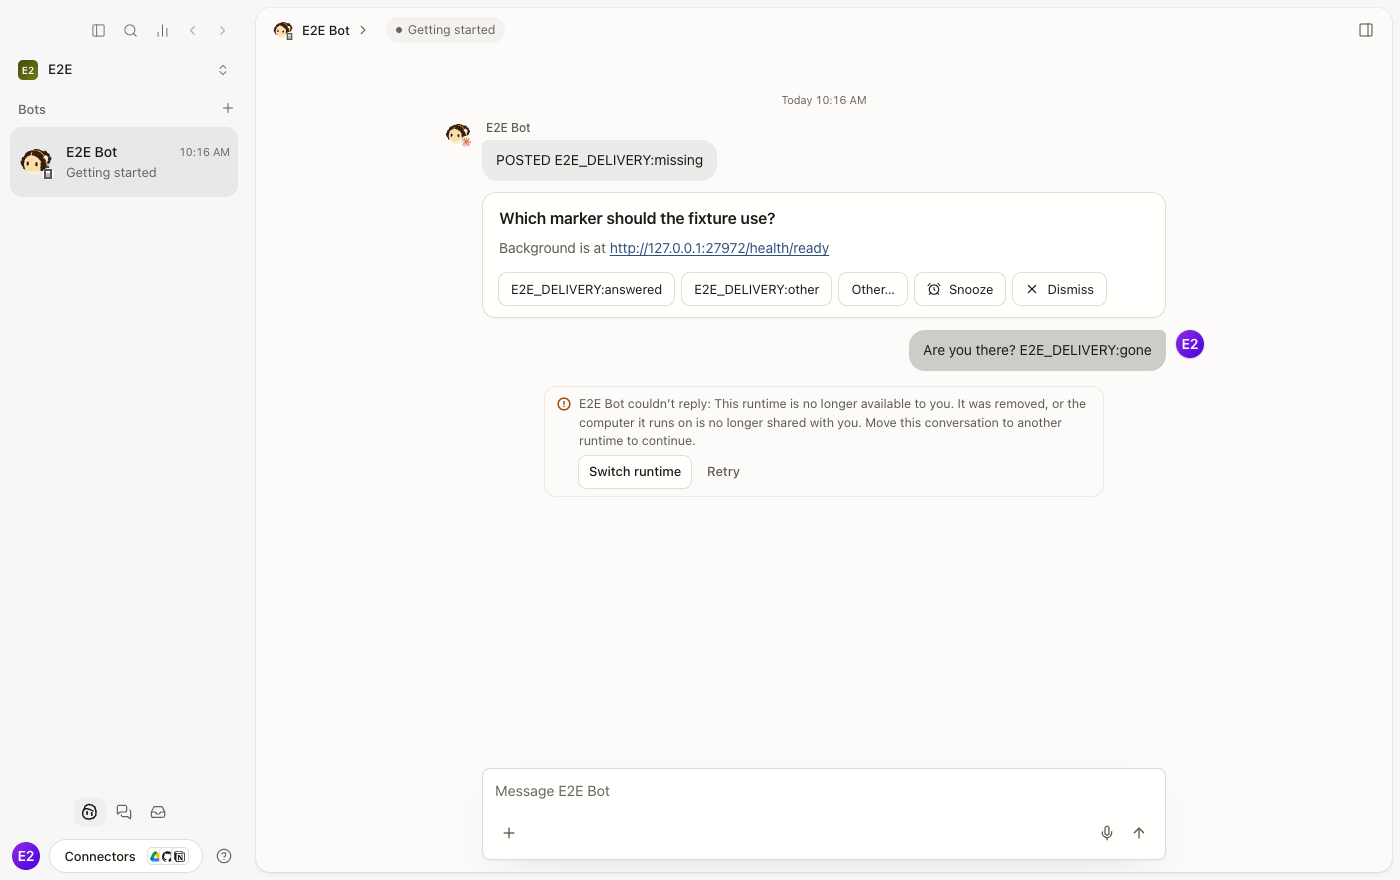 E2E Bot
Getting started
E2 E2E
Bots
E2E Bot 10:16 AM
Getting started
Today 10:16 AM
E2E Bot
POSTED E2E_DELIVERY:missing
Which marker should the fixture use?
Background is at http://127.0.0.1:27972/health/ready
E2E_DELIVERY:answered E2E_DELIVERY:other Other... Snooze Dismiss
Are you there? E2E_DELIVERY:gone E2
E2E Bot couldn’t reply: This runtime is no longer available to you. It was removed, or the
computer it runs on is no longer shared with you. Move this conversation to another
runtime to continue.
Switch runtime Retry
Message E2E Bot
E2 Connectors